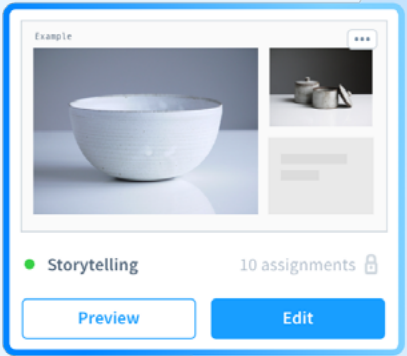 Example
Storytelling
10 assignments
Preview
Edit